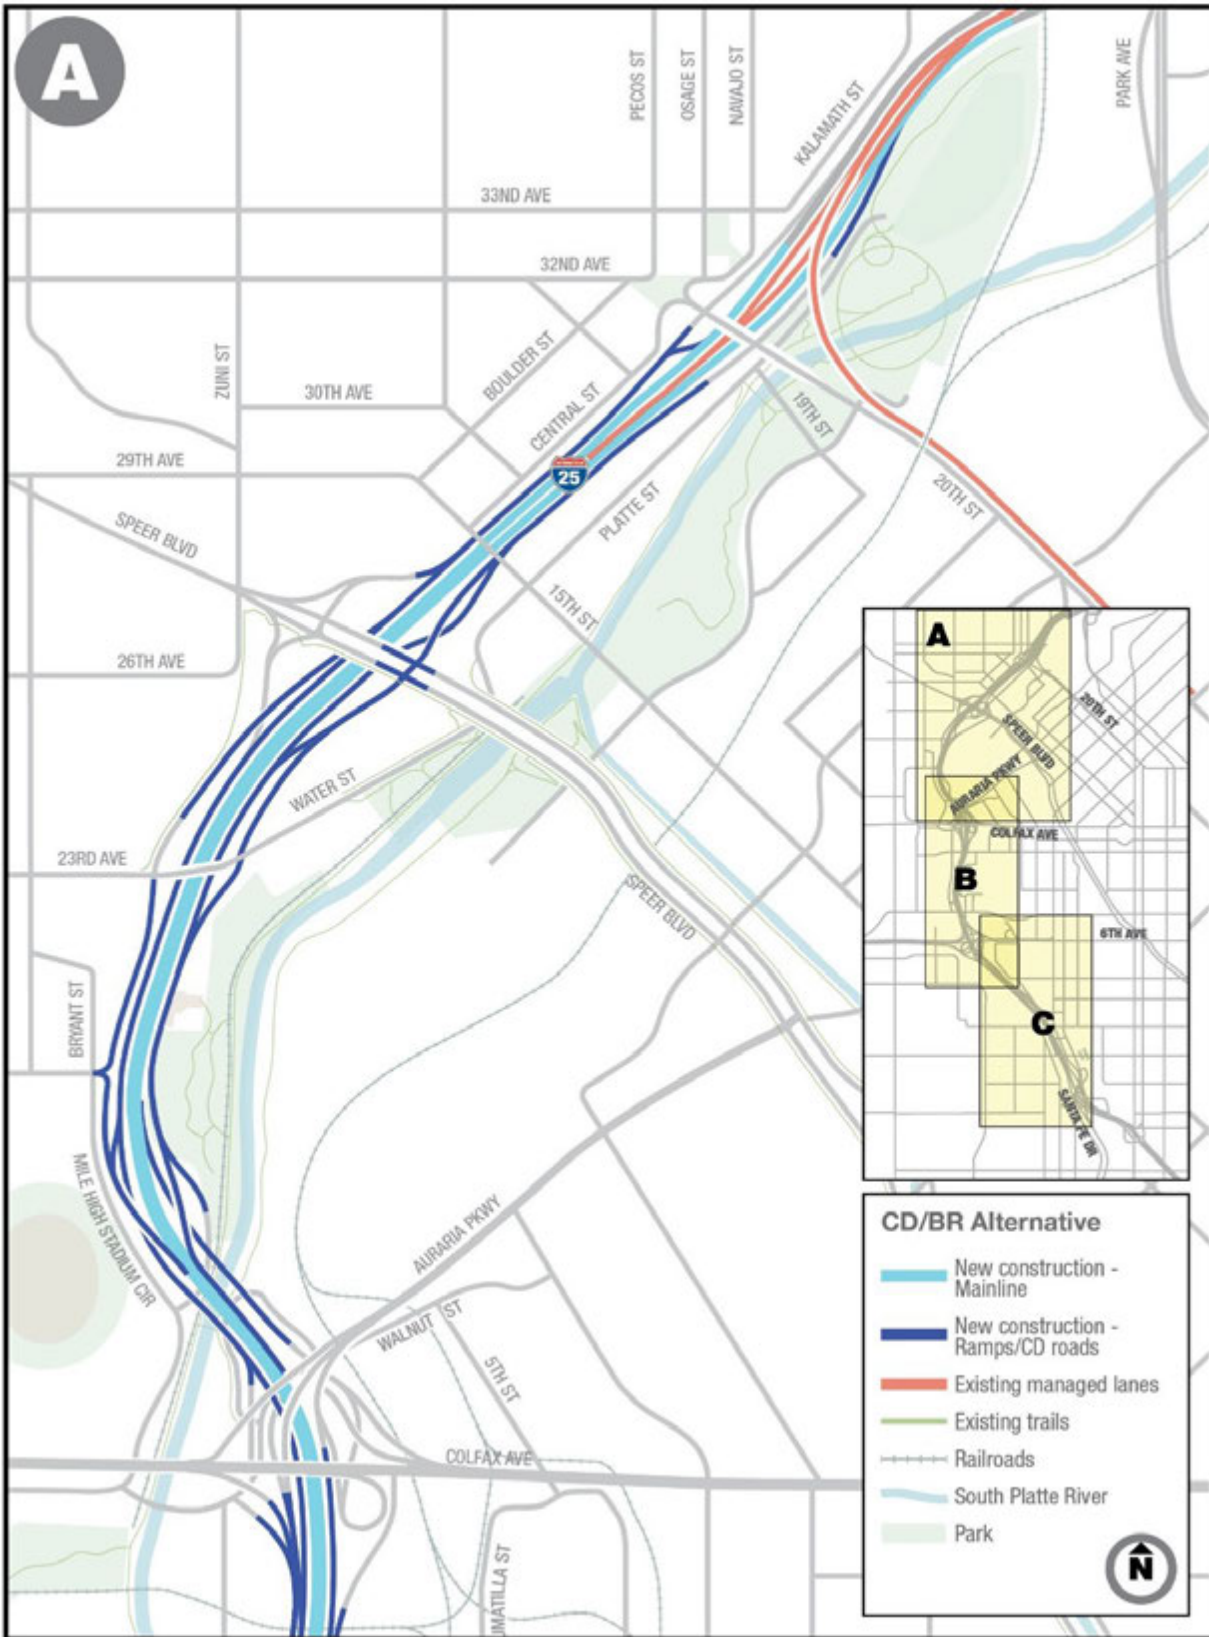 A
PECOS ST
OSAGE ST
NAVAJO ST
KALAMATH ST
PARK AVE
33ND AVE
32ND AVE
ZUNI ST
BOULDER ST
30TH AVE
CENTRAL ST
19TH ST
29TH AVE
25
PLATTE ST
20TH ST
SPEER BLVD
15TH ST
26TH AVE
WATER ST
23RD AVE
SPEER BLVD
BRYANT ST
MILE HIGH STADIUM CIR
AURARIA PKWY
WALNUT ST
5TH ST
COLFAX AVE
UMATILLA ST
A
20TH ST
SPEER BLVD
AURARIA PKWY
COLFAX AVE
B
6TH AVE
C
SANTA FE DR
CD/BR Alternative
New construction -
Mainline
New construction -
Ramps/CD roads
Existing managed lanes
Existing trails
Railroads
South Platte River
Park
N